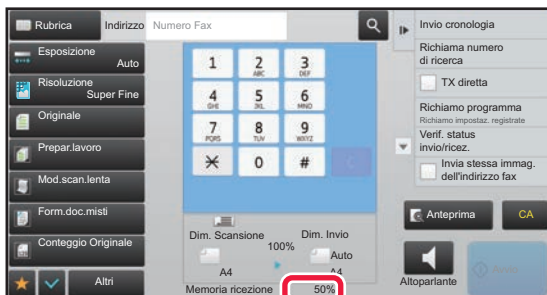 Rubrica
Indirizzo
Numero Fax
Esposizione
Auto
Risoluzione
Super Fine
Originale
Prepar.lavoro
Mod.scan.lenta
Form.doc.misti
Conteggio Originale
Altri
1
2
ABC
3
DEF
4
GHI
5
JKL
6
MNO
7
PQRS
8
TUV
9
WXYZ
0
#
C
Dim. Scansione
100%
Dim. Invio
Auto
A4
A4
Memoria ricezione
50%
Invio cronologia
Richiama numero
di ricerca
TX diretta
Richiamo programma
Richiamo impostaz. registrate
Verif. status
invio/ricez.
Invia stessa immag.
dell'indirizzo fax
Anteprima
CA
Altoparlante
Avvio